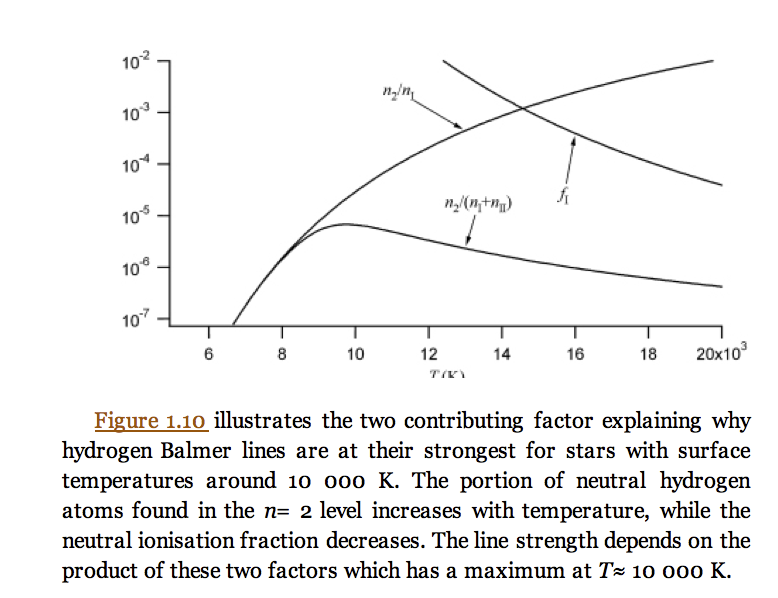 10-2
10-3
10-4
10-5
10-6
10-7
n2/nI
fI
n2/(nI+nII)
6 8 10 12 14 16 18 20x103
T (K)
Figure 1.10 illustrates the two contributing factor explaining why
hydrogen Balmer lines are at their strongest for stars with surface
temperatures around 10 000 K. The portion of neutral hydrogen
atoms found in the n= 2 level increases with temperature, while the
neutral ionisation fraction decreases. The line strength depends on the
product of these two factors which has a maximum at T≈ 10 000 K.